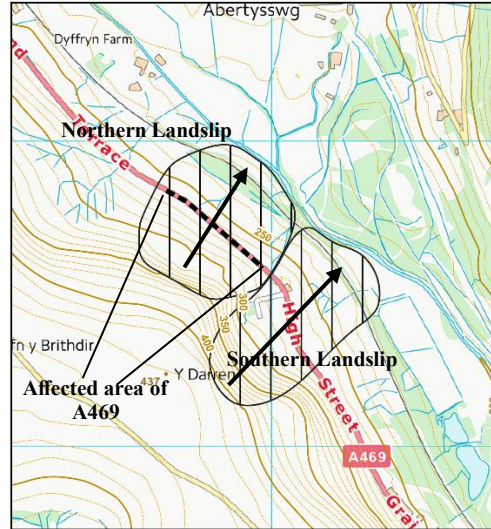 Abertysswg
Dyffryn Farm
nd
Terrace
Northern Landslip
250
300
350
400
High
Street
Southern Landslip
fn y Brithdir
437
Y Darren
Affected area of
A469
A469
Grai